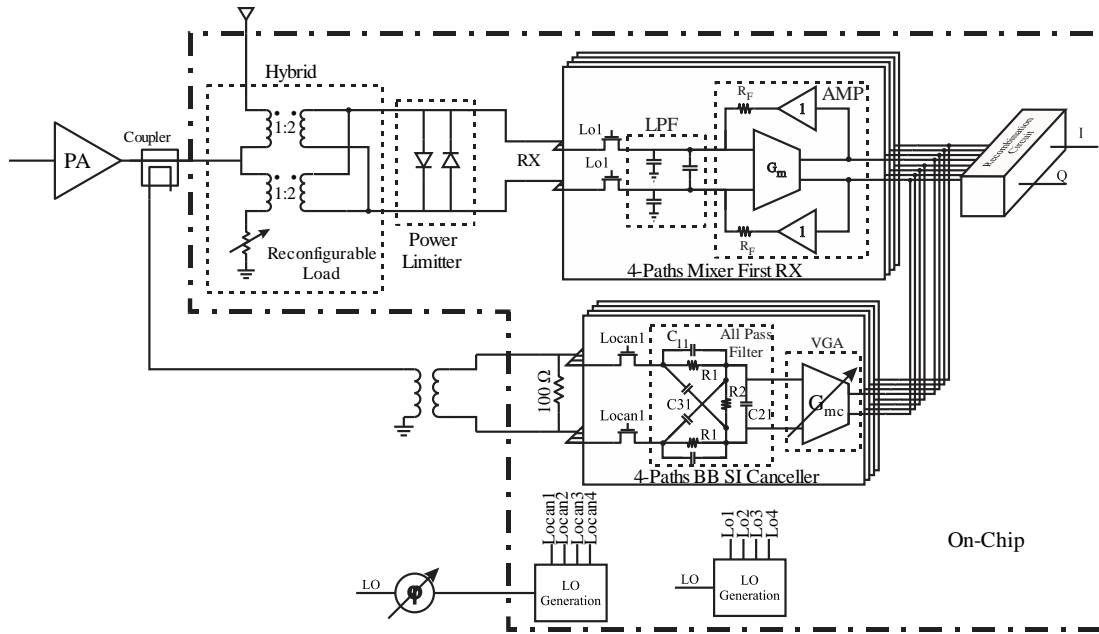 Hybrid
1:2
1:2
Reconfigurable
Load
PA
Coupler
Power
Limitter
RX
Lo1
Lo1
LPF
R_F
1
AMP
G_m
R_F
1
4-Paths Mixer First RX
Recombination
Circuit
I
Q
100 Ω
Locan1
Locan1
C_11
All Pass
Filter
R1
C31
R2
C21
R1
VGA
G_mc
4-Paths BB SI Canceller
Locan1
Locan2
Locan3
Locan4
LO
φ
LO
Generation
Lo1
Lo2
Lo3
Lo4
LO
LO
Generation
On-Chip